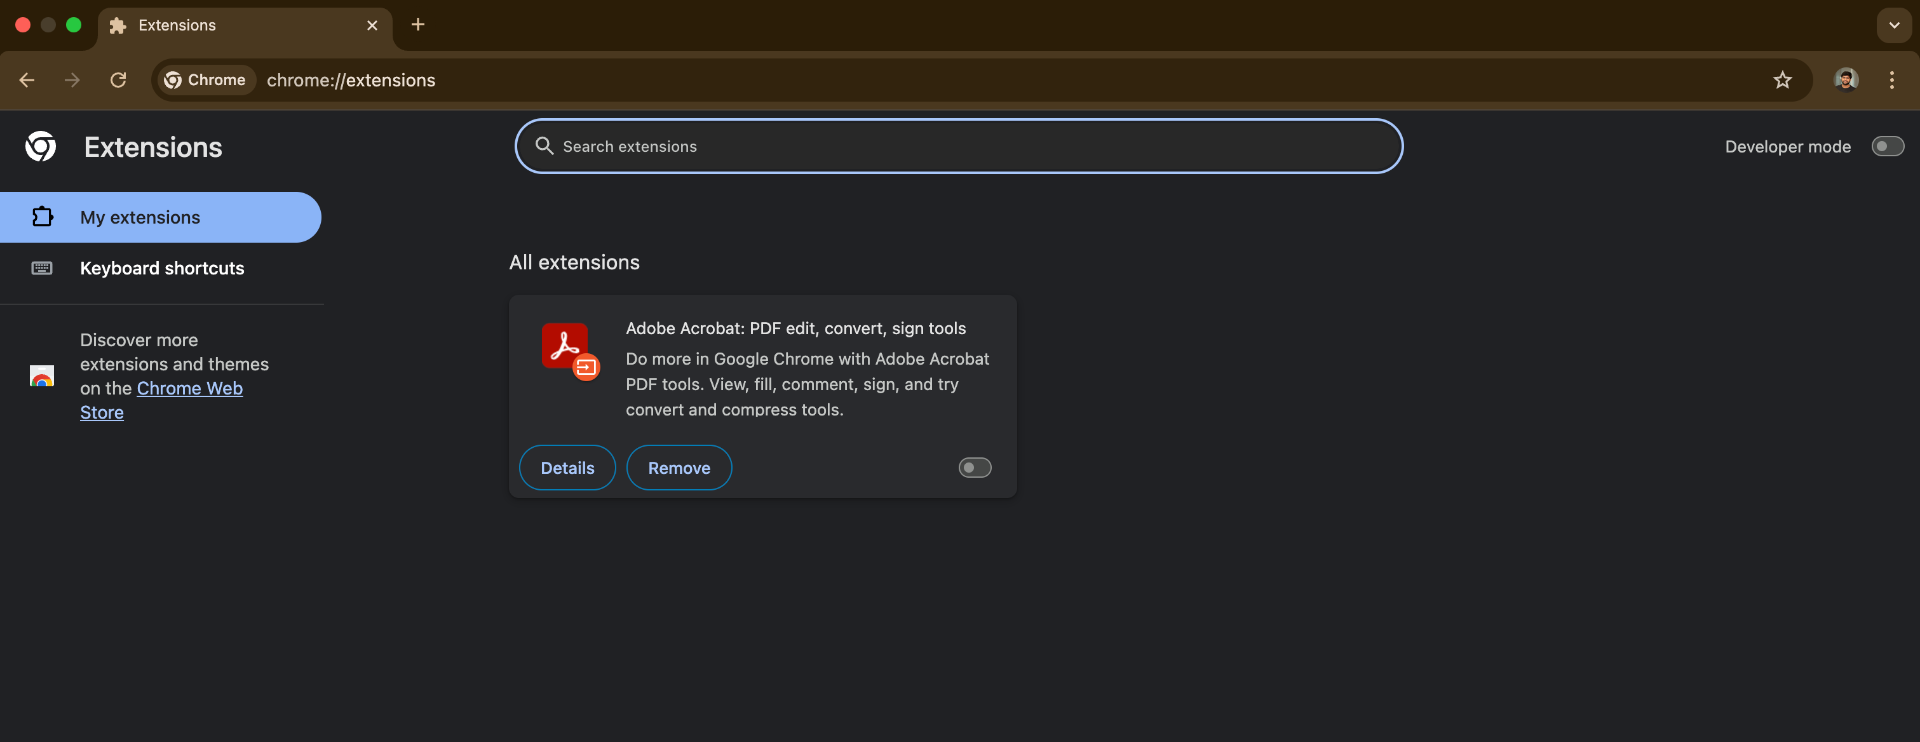 Extensions
Chrome
chrome://extensions
Extensions
Search extensions
Developer mode
My extensions
Keyboard shortcuts
Discover more
extensions and themes
on the Chrome Web
Store
All extensions
Adobe Acrobat: PDF edit, convert, sign tools
Do more in Google Chrome with Adobe Acrobat
PDF tools. View, fill, comment, sign, and try
convert and compress tools.
Details
Remove